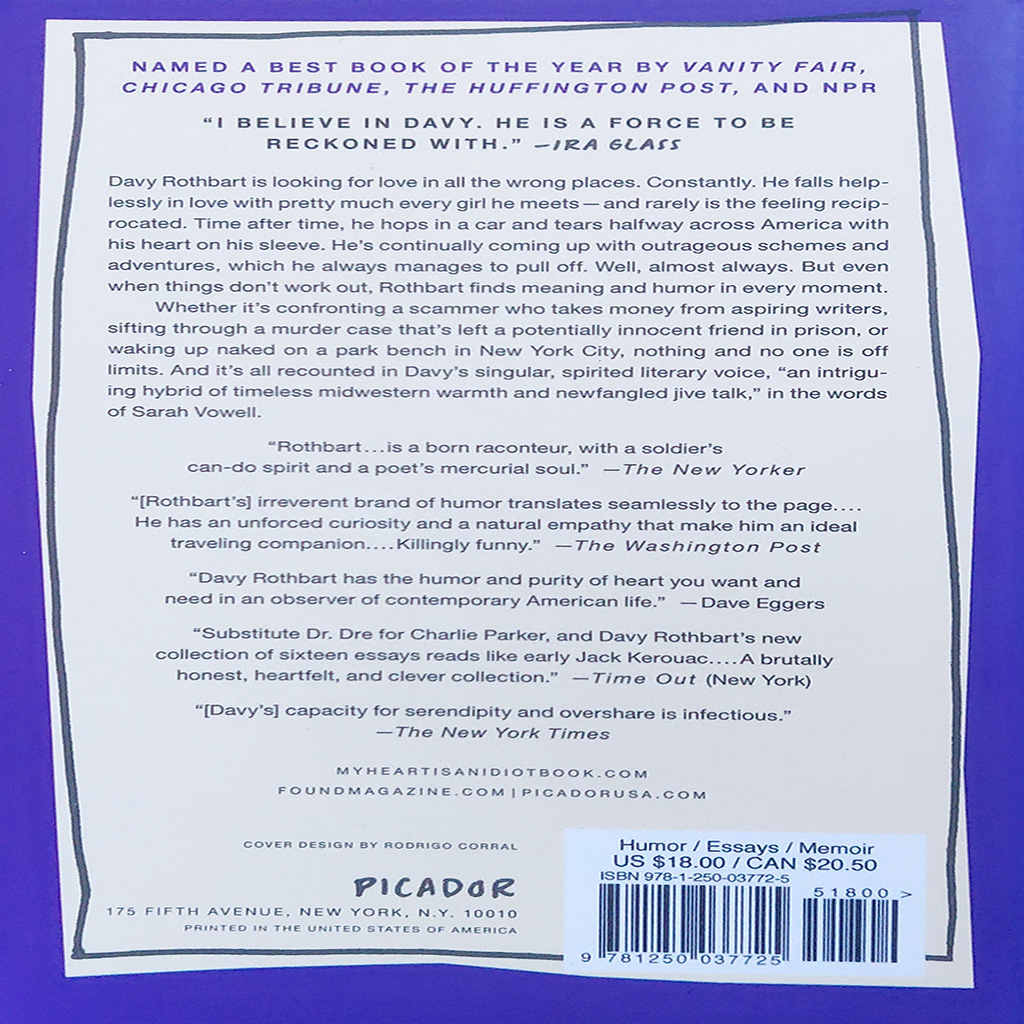 NAMED A BEST BOOK OF THE YEAR BY VANITY FAIR,
CHICAGO TRIBUNE, THE HUFFINGTON POST, AND NPR
“I BELIEVE IN DAVY. HE IS A FORCE TO BE
RECKONED WITH.” —IRA GLASS
Davy Rothbart is looking for love in all the wrong places. Constantly. He falls help-
lessly in love with pretty much every girl he meets—and rarely is the feeling recip-
rocated. Time after time, he hops in a car and tears halfway across America with
his heart on his sleeve. He’s continually coming up with outrageous schemes and
adventures, which he always manages to pull off. Well, almost always. But even
when things don’t work out, Rothbart finds meaning and humor in every moment.
Whether it’s confronting a scammer who takes money from aspiring writers,
sifting through a murder case that’s left a potentially innocent friend in prison, or
waking up naked on a park bench in New York City, nothing and no one is off
limits. And it’s all recounted in Davy’s singular, spirited literary voice, “an intrigu-
ing hybrid of timeless midwestern warmth and newfangled jive talk,” in the words
of Sarah Vowell.
“Rothbart...is a born raconteur, with a soldier’s
can-do spirit and a poet’s mercurial soul.” —The New Yorker
“[Rothbart’s] irreverent brand of humor translates seamlessly to the page....
He has an unforced curiosity and a natural empathy that make him an ideal
traveling companion....Killingly funny.” —The Washington Post
“Davy Rothbart has the humor and purity of heart you want and
need in an observer of contemporary American life.” —Dave Eggers
“Substitute Dr. Dre for Charlie Parker, and Davy Rothbart’s new
collection of sixteen essays reads like early Jack Kerouac....A brutally
honest, heartfelt, and clever collection.” —Time Out (New York)
“[Davy’s] capacity for serendipity and overshare is infectious.”
—The New York Times
MYHEARTISANIDIOTBOOK.COM
FOUNDMAGAZINE.COM|PICADORUSA.COM
COVER DESIGN BY RODRIGO CORRAL
PICADOR
175 FIFTH AVENUE, NEW YORK, N.Y. 10010
PRINTED IN THE UNITED STATES OF AMERICA
Humor / Essays / Memoir
US $18.00 / CAN $20.50
ISBN 978-1-250-03772-5
51800 >
9 781250 037725